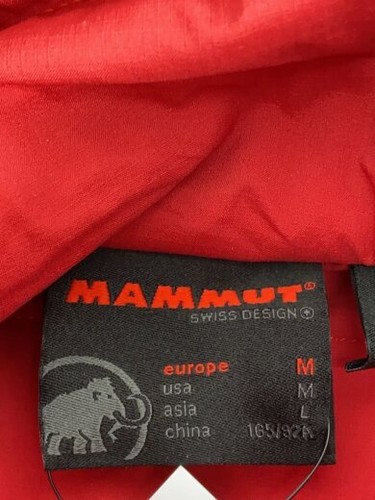 MAMMUT®
SWISS DESIGN
europe M
usa M
asia L
china 165/92A